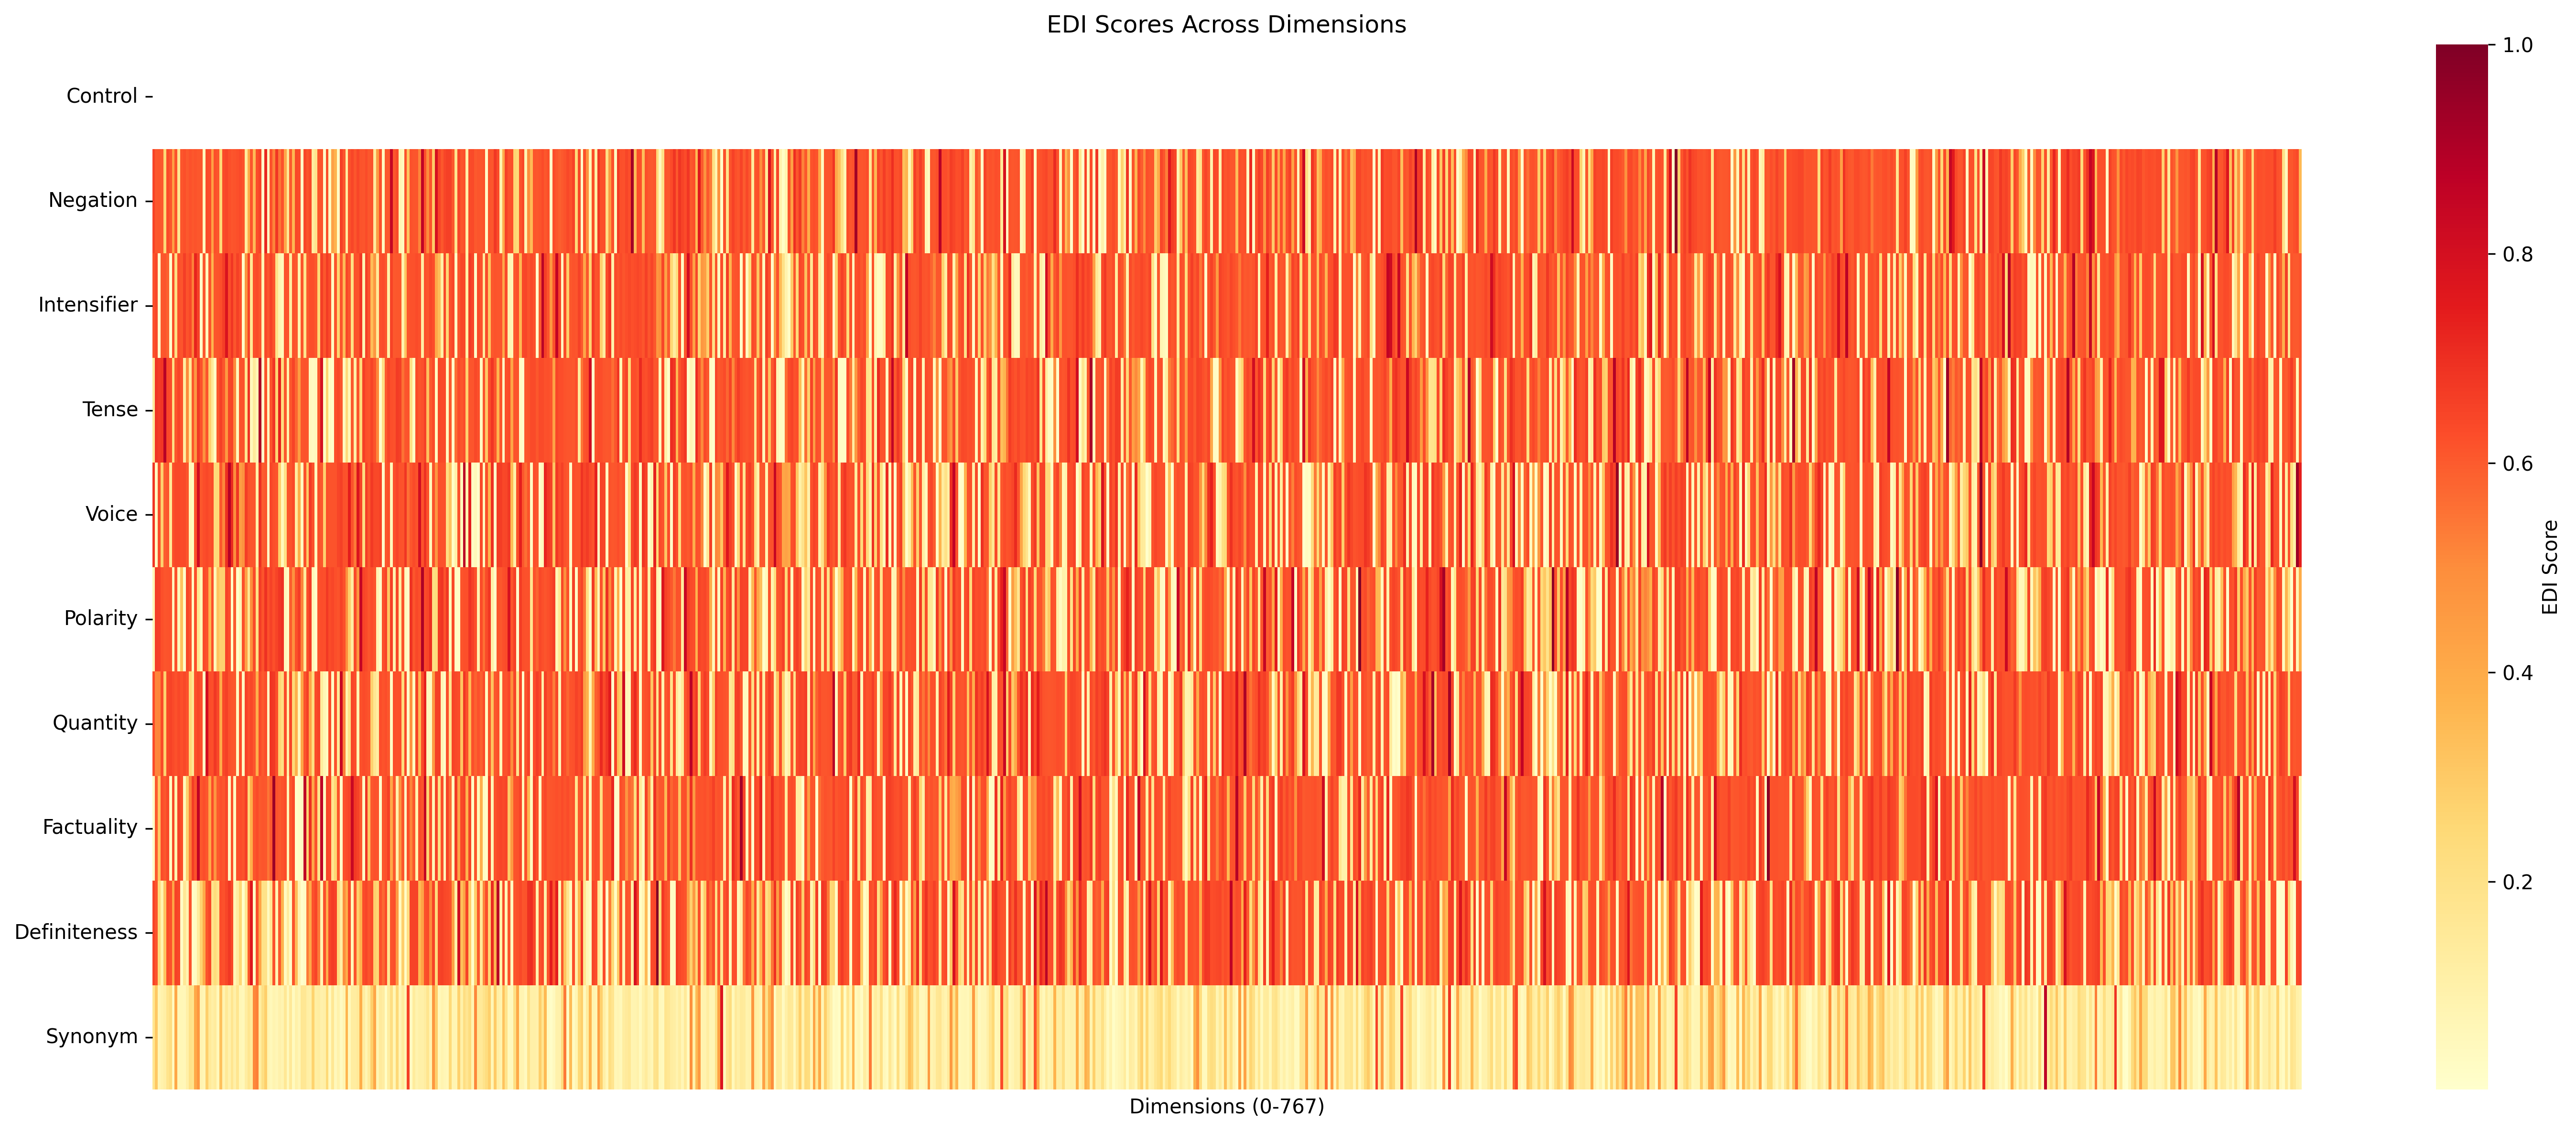 EDI Scores Across Dimensions
Control
Negation
Intensifier
Tense
Voice
Polarity
Quantity
Factuality
Definiteness
Synonym
Dimensions (0-767)
1.0
0.8
0.6
0.4
0.2
EDI Score